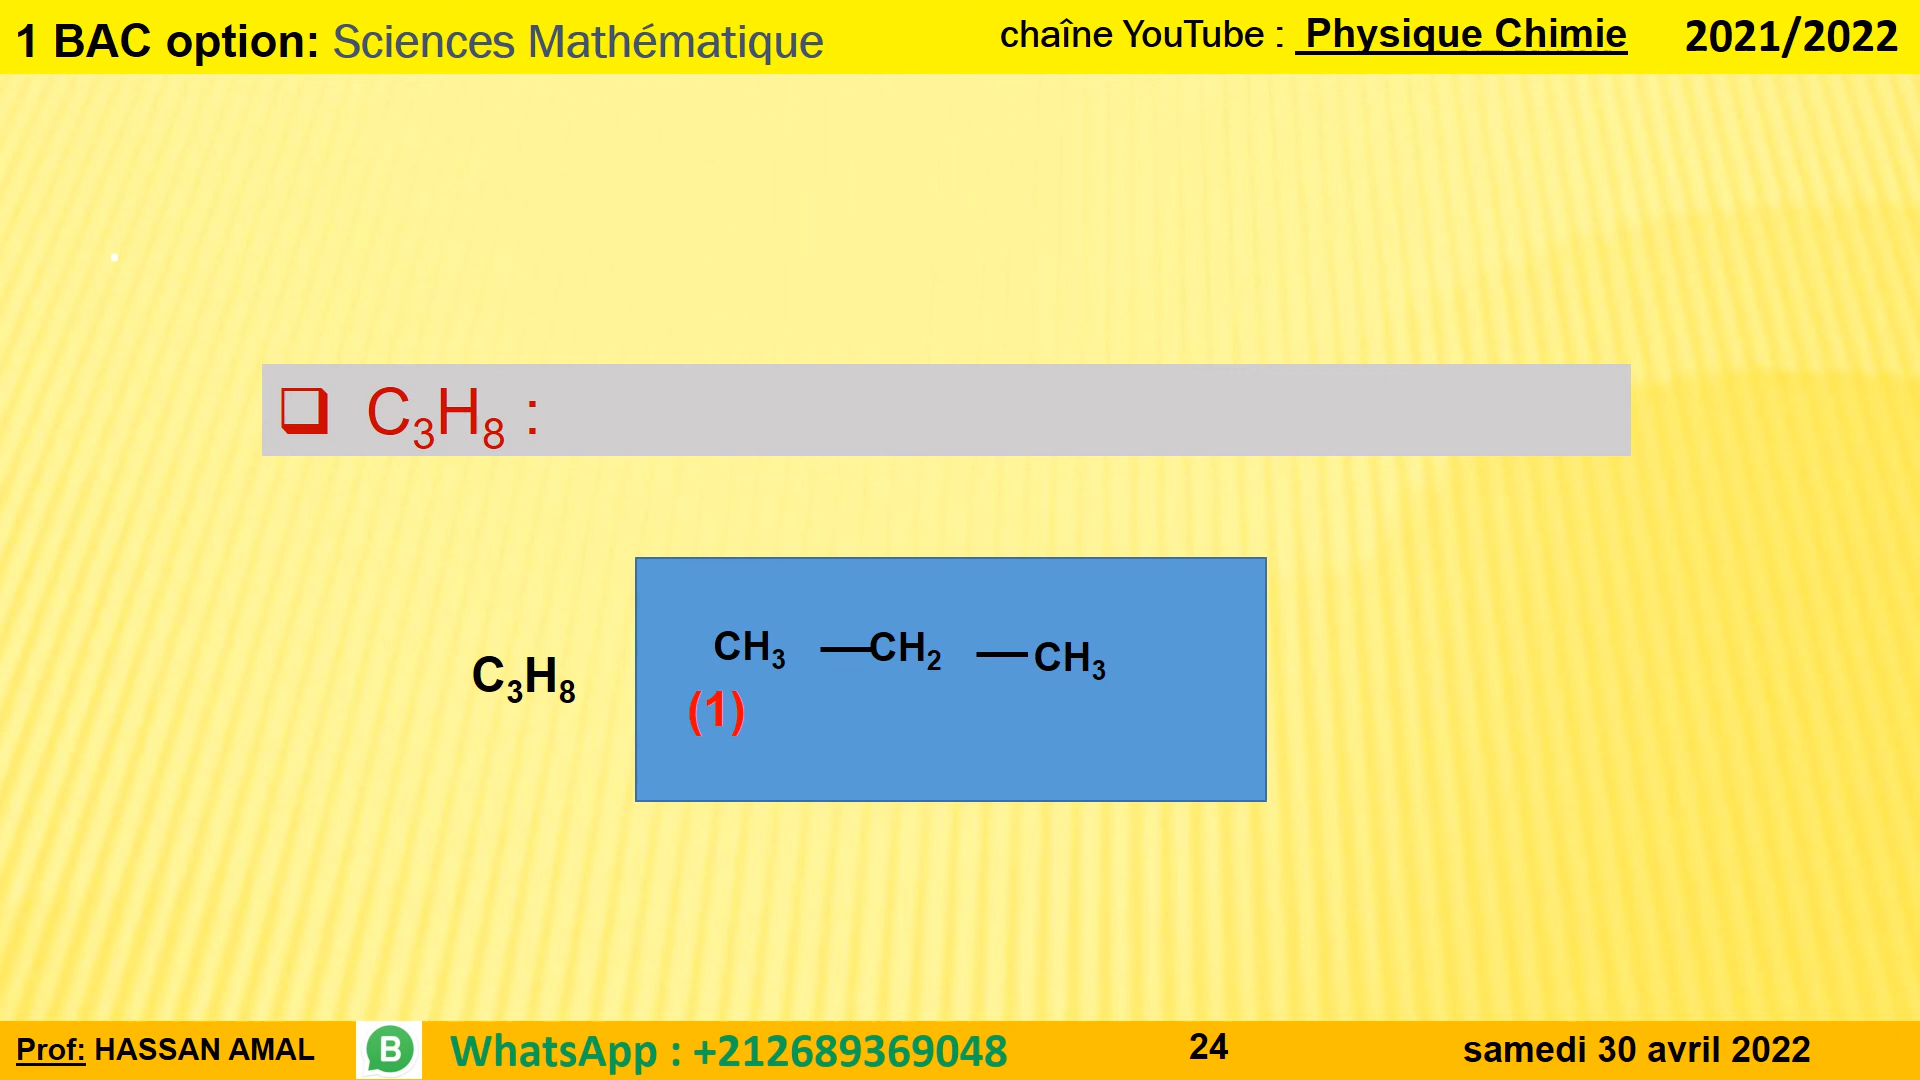 1 BAC option: Sciences Mathématique
chaîne YouTube : Physique Chimie
2021/2022
❑ C₃H₈ :
C₃H₈
CH₃ —CH₂ — CH₃
(1)
Prof: HASSAN AMAL
B
WhatsApp : +212689369048
24
samedi 30 avril 2022